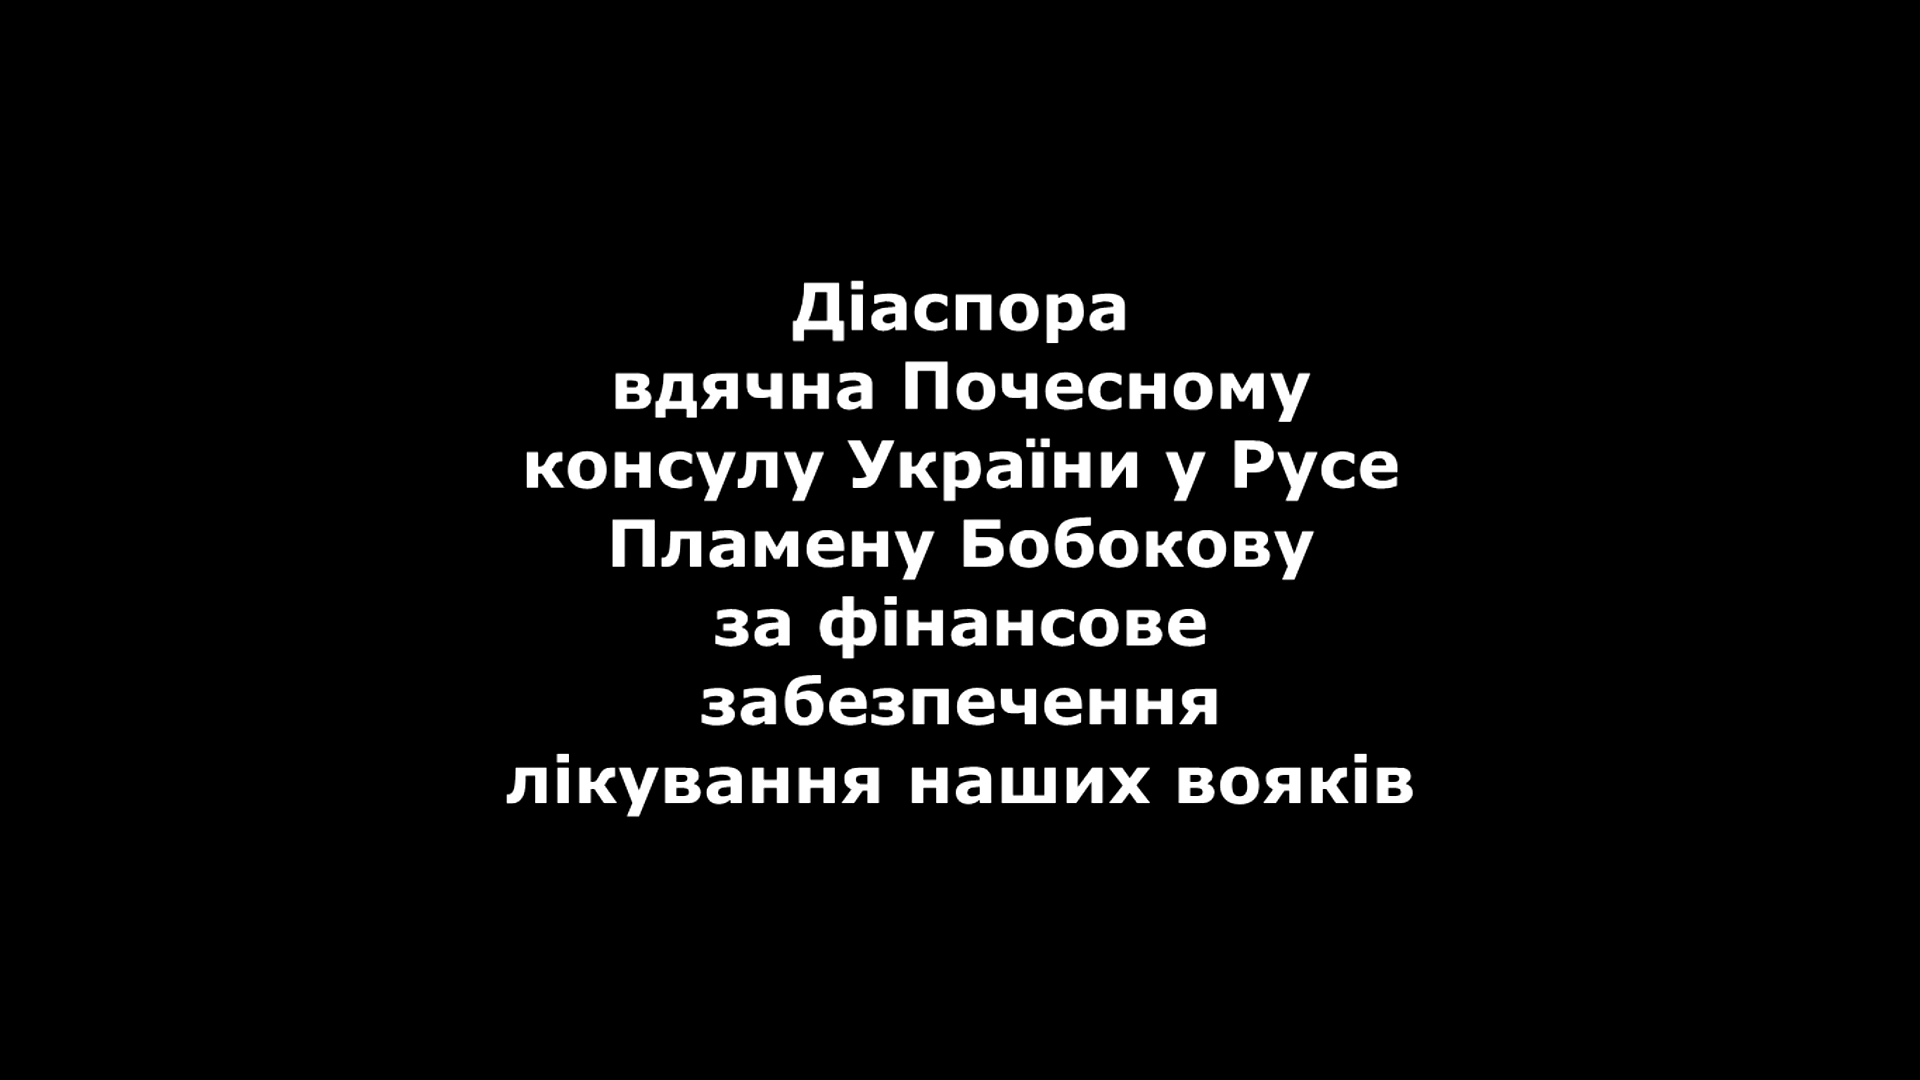 Діаспора
вдячна Почесному
консулу України у Русе
Пламену Бобокову
за фінансове
забезпечення
лікування наших вояків